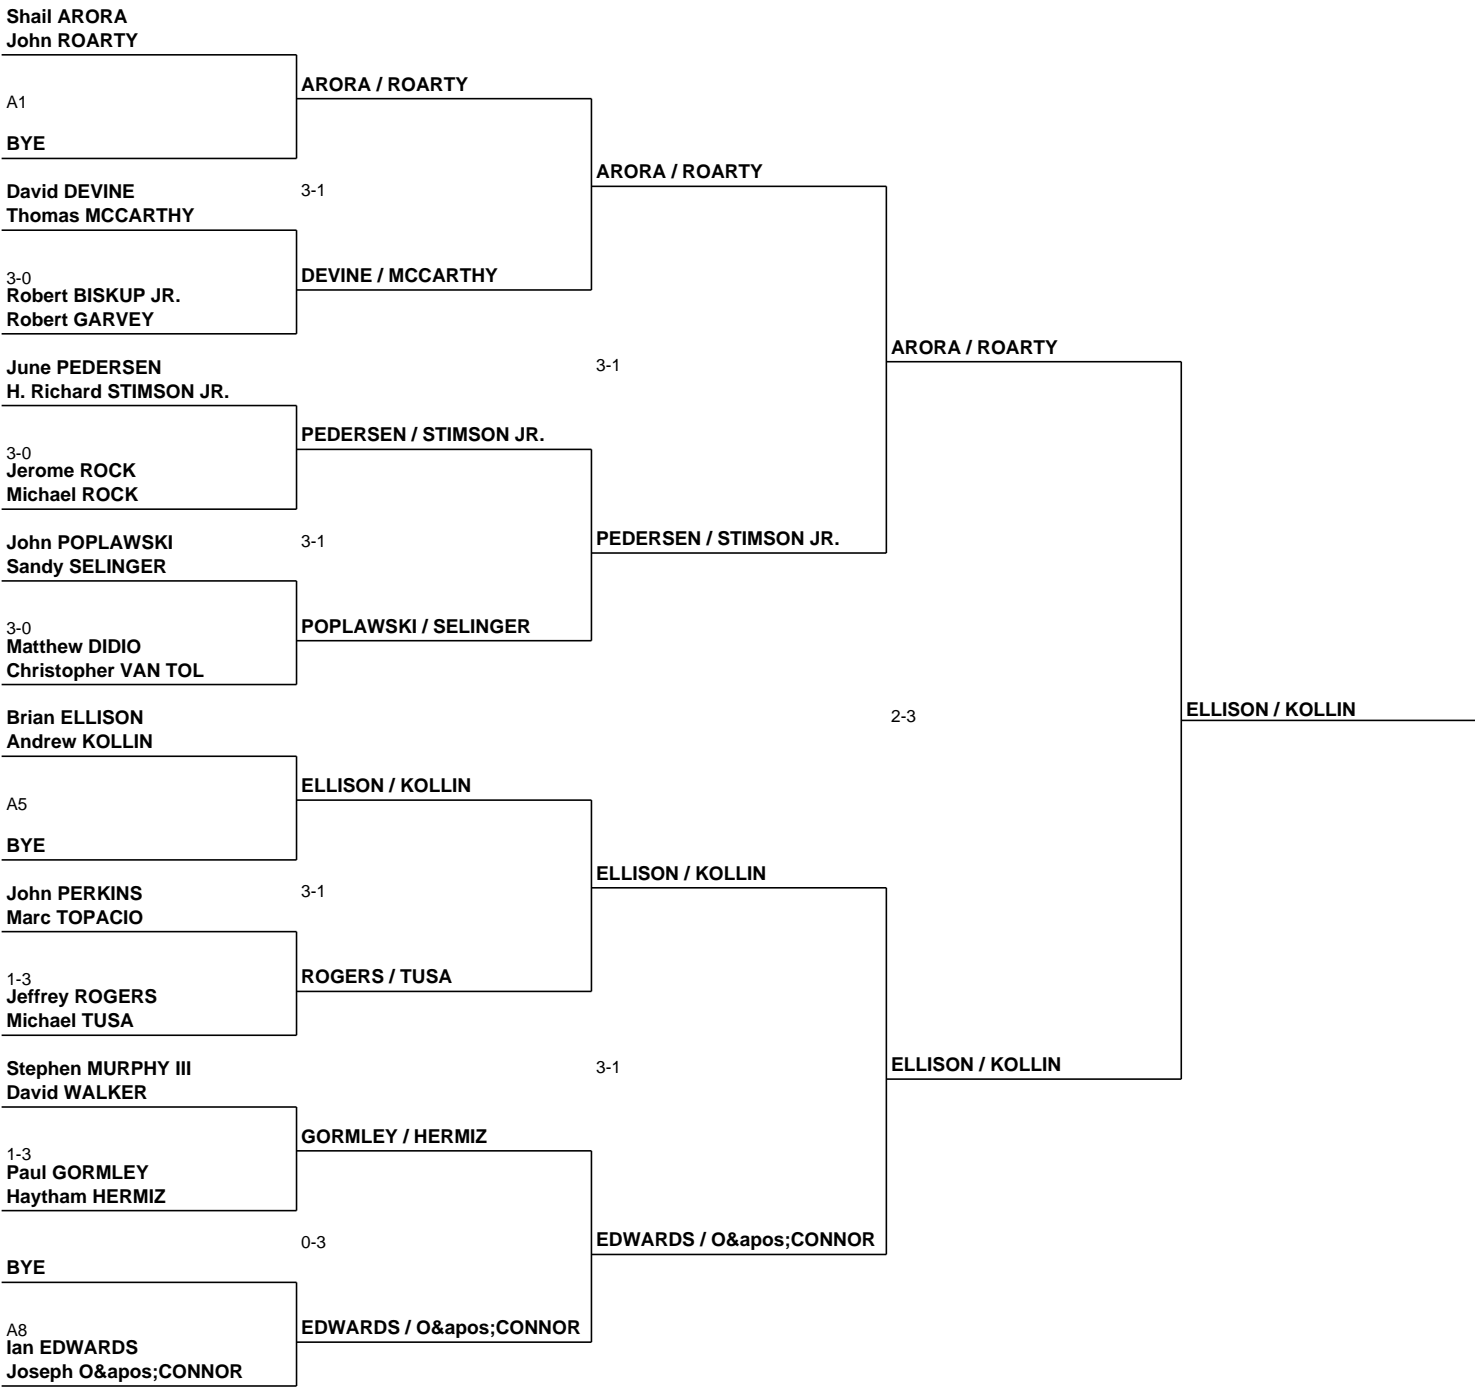 Shail ARORA
John ROARTY
A1
BYE
David DEVINE
Thomas MCCARTHY
3-0
Robert BISKUP JR.
Robert GARVEY
June PEDERSEN
H. Richard STIMSON JR.
3-0
Jerome ROCK
Michael ROCK
John POPLAWSKI
Sandy SELINGER
3-0
Matthew DIDIO
Christopher VAN TOL
Brian ELLISON
Andrew KOLLIN
A5
BYE
John PERKINS
Marc TOPACIO
1-3
Jeffrey ROGERS
Michael TUSA
Stephen MURPHY III
David WALKER
1-3
Paul GORMLEY
Haytham HERMIZ
BYE
A8
Ian EDWARDS
Joseph O&apos;CONNOR
ARORA / ROARTY
3-1
DEVINE / MCCARTHY
PEDERSEN / STIMSON JR.
3-1
POPLAWSKI / SELINGER
ELLISON / KOLLIN
3-1
ROGERS / TUSA
GORMLEY / HERMIZ
0-3
EDWARDS / O&apos;CONNOR
ARORA / ROARTY
3-1
PEDERSEN / STIMSON JR.
ELLISON / KOLLIN
3-1
EDWARDS / O&apos;CONNOR
ARORA / ROARTY
2-3
ELLISON / KOLLIN
ELLISON / KOLLIN